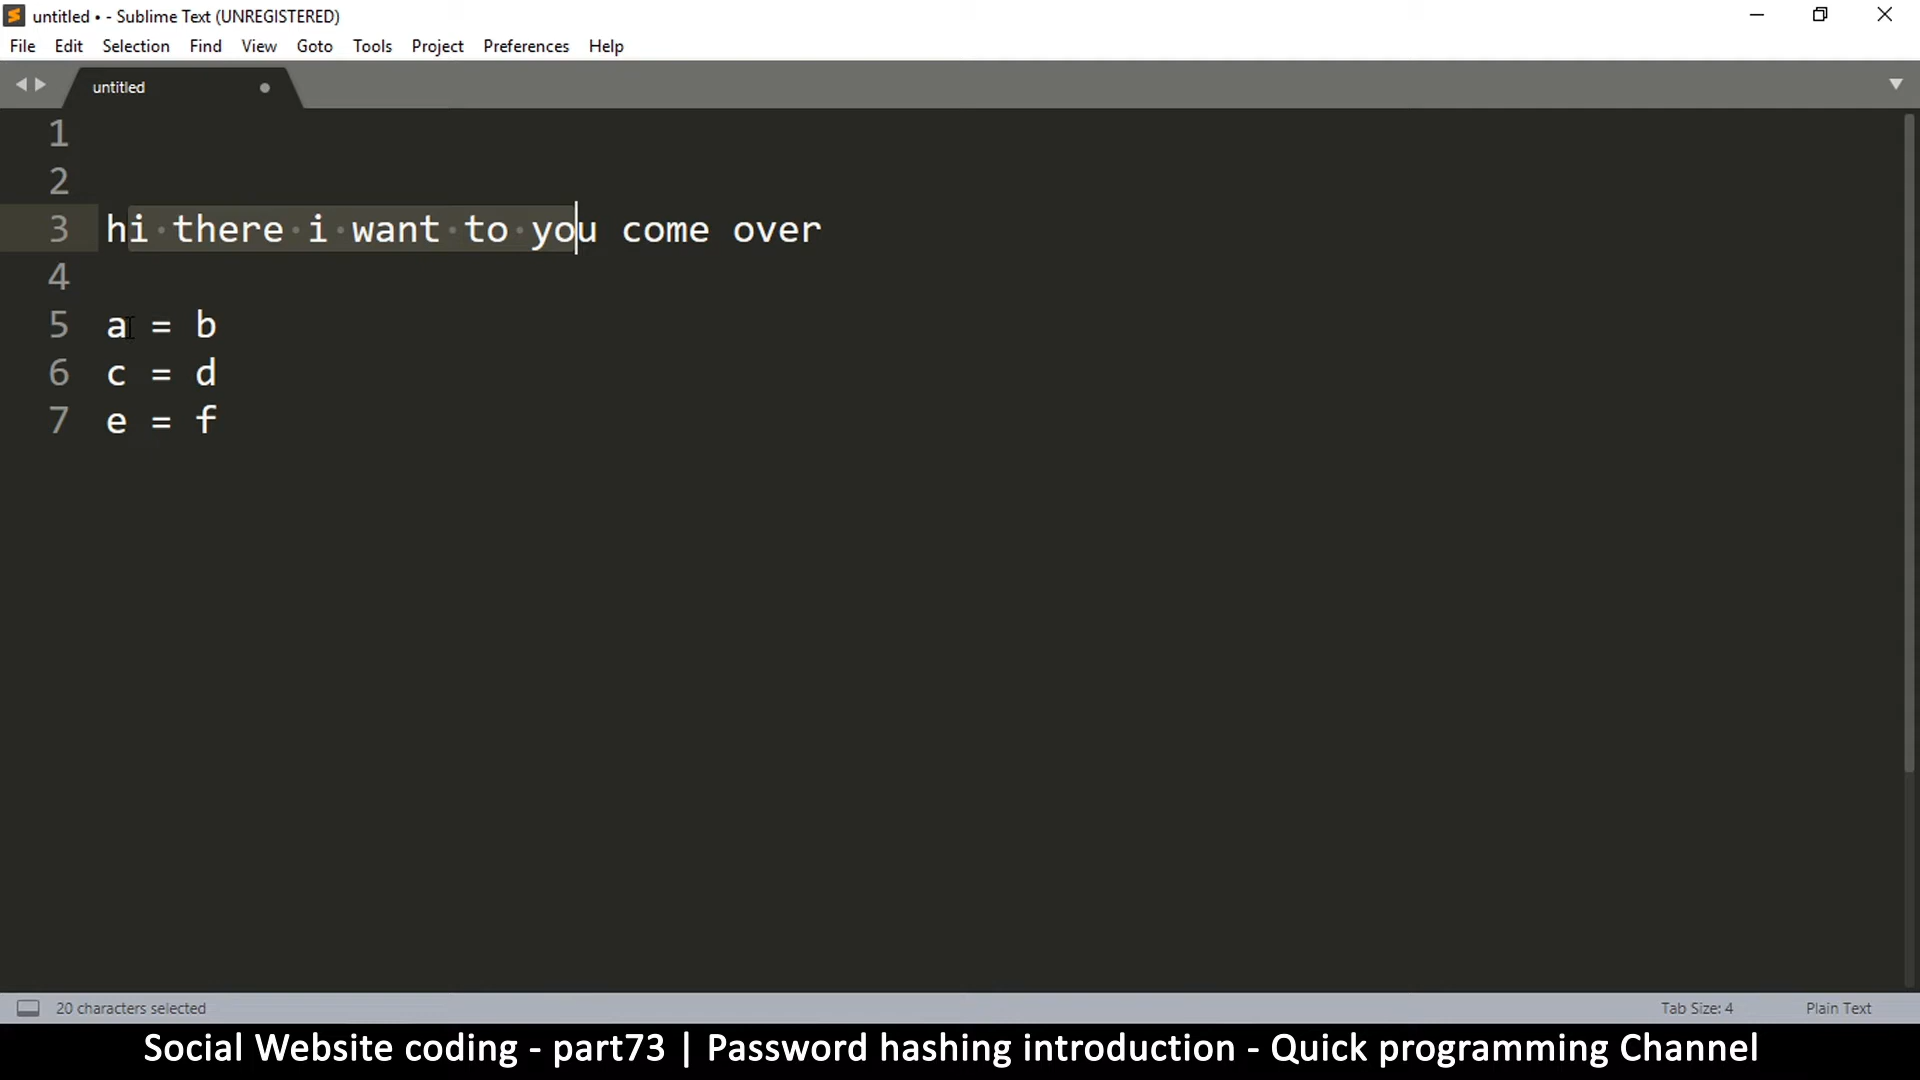 untitled • - Sublime Text (UNREGISTERED)
File Edit Selection Find View Goto Tools Project Preferences Help
untitled
1
2
3 hi there i want to you come over
4
5 a = b
6 c = d
7 e = f
20 characters selected Tab Size: 4 Plain Text
Social Website coding - part73 | Password hashing introduction - Quick programming Channel